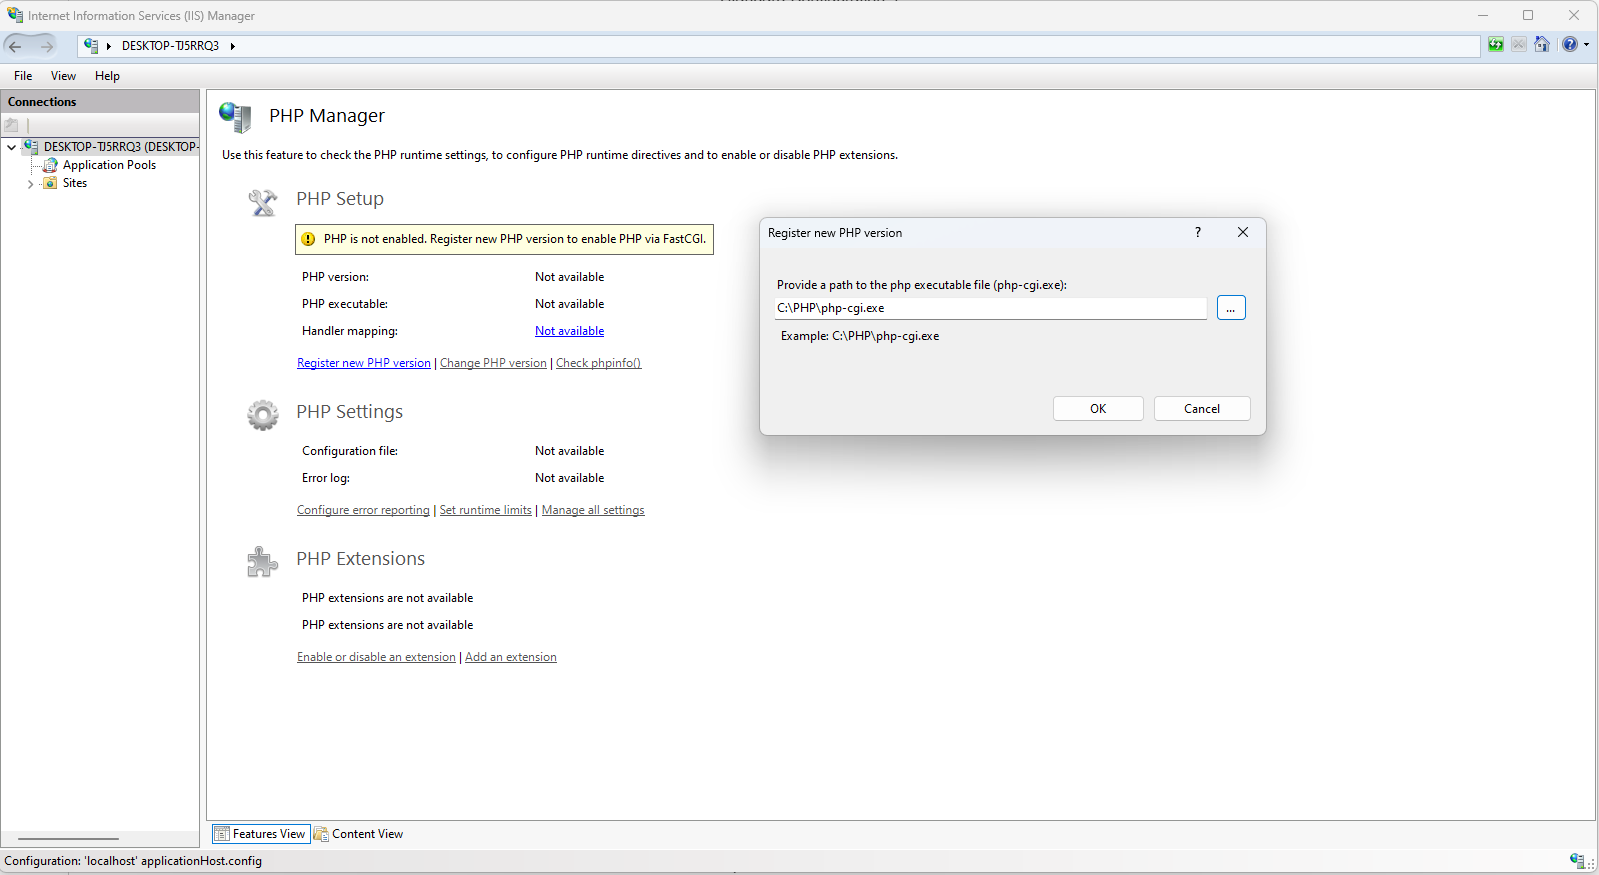 Internet Information Services (IIS) Manager
DESKTOP-TJ5RRQ3
File View Help
Connections
DESKTOP-TJ5RRQ3 (DESKTOP-
Application Pools
Sites
PHP Manager
Use this feature to check the PHP runtime settings, to configure PHP runtime directives and to enable or disable PHP extensions.
PHP Setup
PHP is not enabled. Register new PHP version to enable PHP via FastCGI.
PHP version: Not available
PHP executable: Not available
Handler mapping: Not available
Register new PHP version | Change PHP version | Check phpinfo()
PHP Settings
Configuration file: Not available
Error log: Not available
Configure error reporting | Set runtime limits | Manage all settings
PHP Extensions
PHP extensions are not available
PHP extensions are not available
Enable or disable an extension | Add an extension
Register new PHP version ?
Provide a path to the php executable file (php-cgi.exe):
C:\PHP\php-cgi.exe
...
Example: C:\PHP\php-cgi.exe
OK Cancel
Features View Content View
Configuration: 'localhost' applicationHost.config